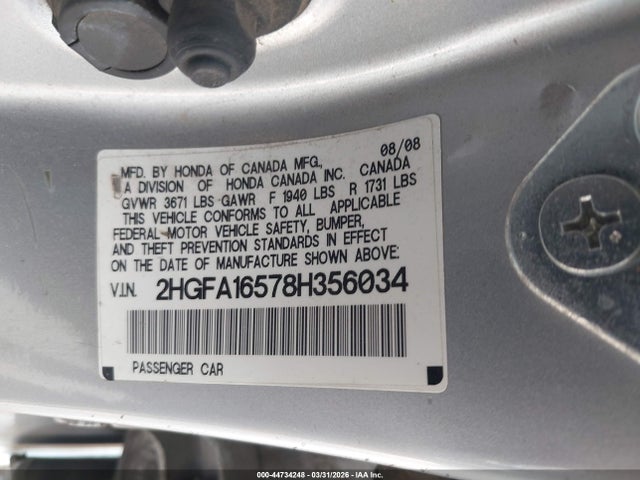 08/08
MFD. BY HONDA OF CANADA MFG.,
A DIVISION OF HONDA CANADA INC. CANADA
GVWR 3671 LBS GAWR F 1940 LBS R 1731 LBS
THIS VEHICLE CONFORMS TO ALL APPLICABLE
FEDERAL MOTOR VEHICLE SAFETY, BUMPER,
AND THEFT PREVENTION STANDARDS IN EFFECT
ON THE DATE OF MANUFACTURE SHOWN ABOVE:
V.I.N. 2HGFA16578H356034
PASSENGER CAR
000-44734248 | 03/31/2026 - IAA Inc.